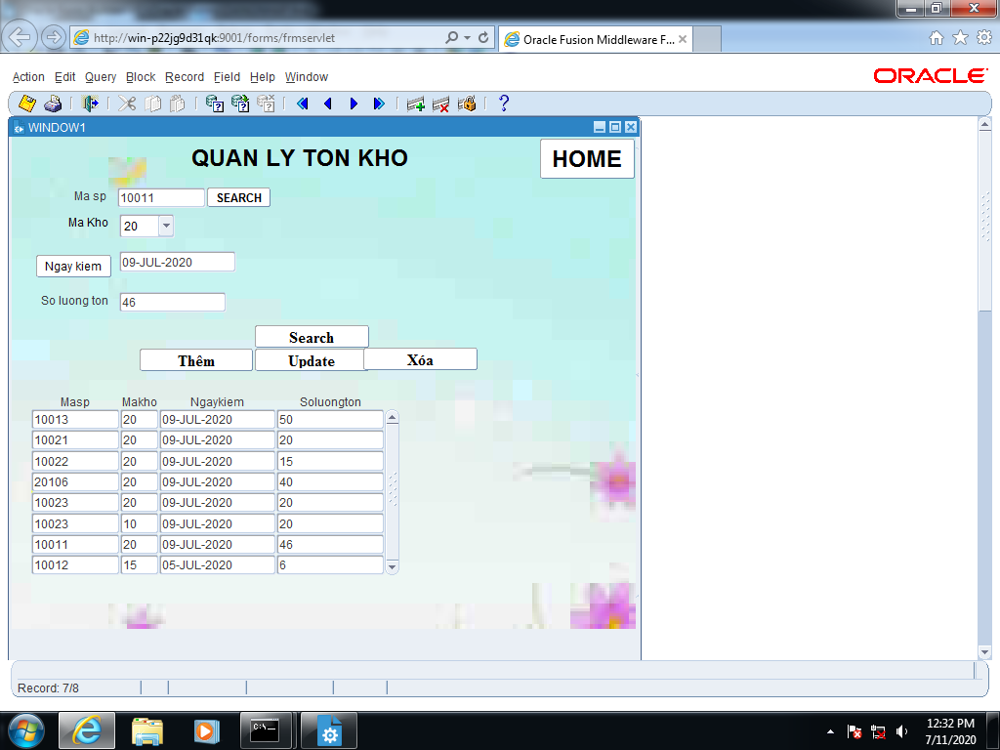 http://win-p22jg9d31qk:9001/forms/frmservlet
Oracle Fusion Middleware F...
Action Edit Query Block Record Field Help Window
ORACLE
WINDOW1
QUAN LY TON KHO
HOME
Ma sp 10011 SEARCH
Ma Kho 20
Ngay kiem 09-JUL-2020
So luong ton 46
Search
Thêm Update Xóa
Masp Makho Ngaykiem Soluongton
10013 20 09-JUL-2020 50
10021 20 09-JUL-2020 20
10022 20 09-JUL-2020 15
20106 20 09-JUL-2020 40
10023 20 09-JUL-2020 20
10023 10 09-JUL-2020 20
10011 20 09-JUL-2020 46
10012 15 05-JUL-2020 6
Record: 7/8
C:\_
12:32 PM
7/11/2020